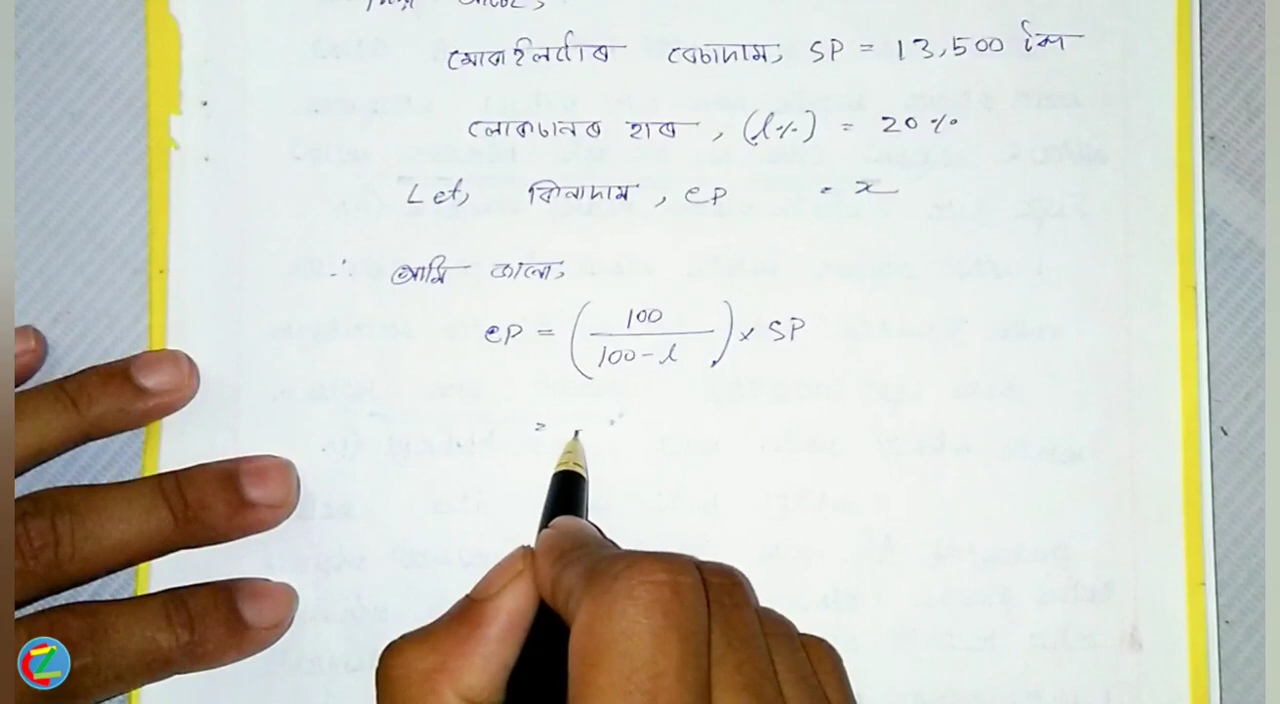 মোবাইলটোৰ বেচাদাম, SP = 13,500 টকা
লোকচানৰ হাৰ, (l%) = 20%
Let, কিনাদাম, CP = x
∴ আমি জানো,
CP = (100 / 100 - l) × SP
=